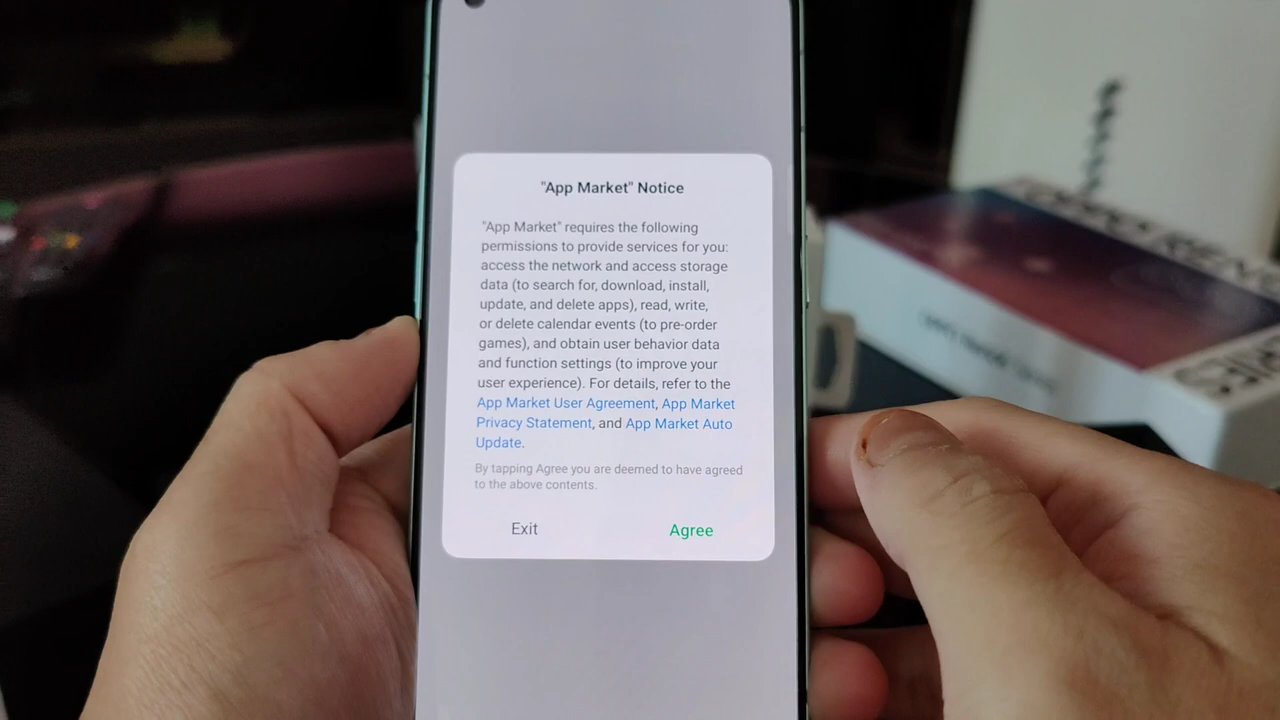 "App Market" Notice
"App Market" requires the following
permissions to provide services for you:
access the network and access storage
data (to search for, download, install,
update, and delete apps), read, write,
or delete calendar events (to pre-order
games), and obtain user behavior data
and function settings (to improve your
user experience). For details, refer to the
App Market User Agreement, App Market
Privacy Statement, and App Market Auto
Update.
By tapping Agree you are deemed to have agreed
to the above contents.
Exit
Agree